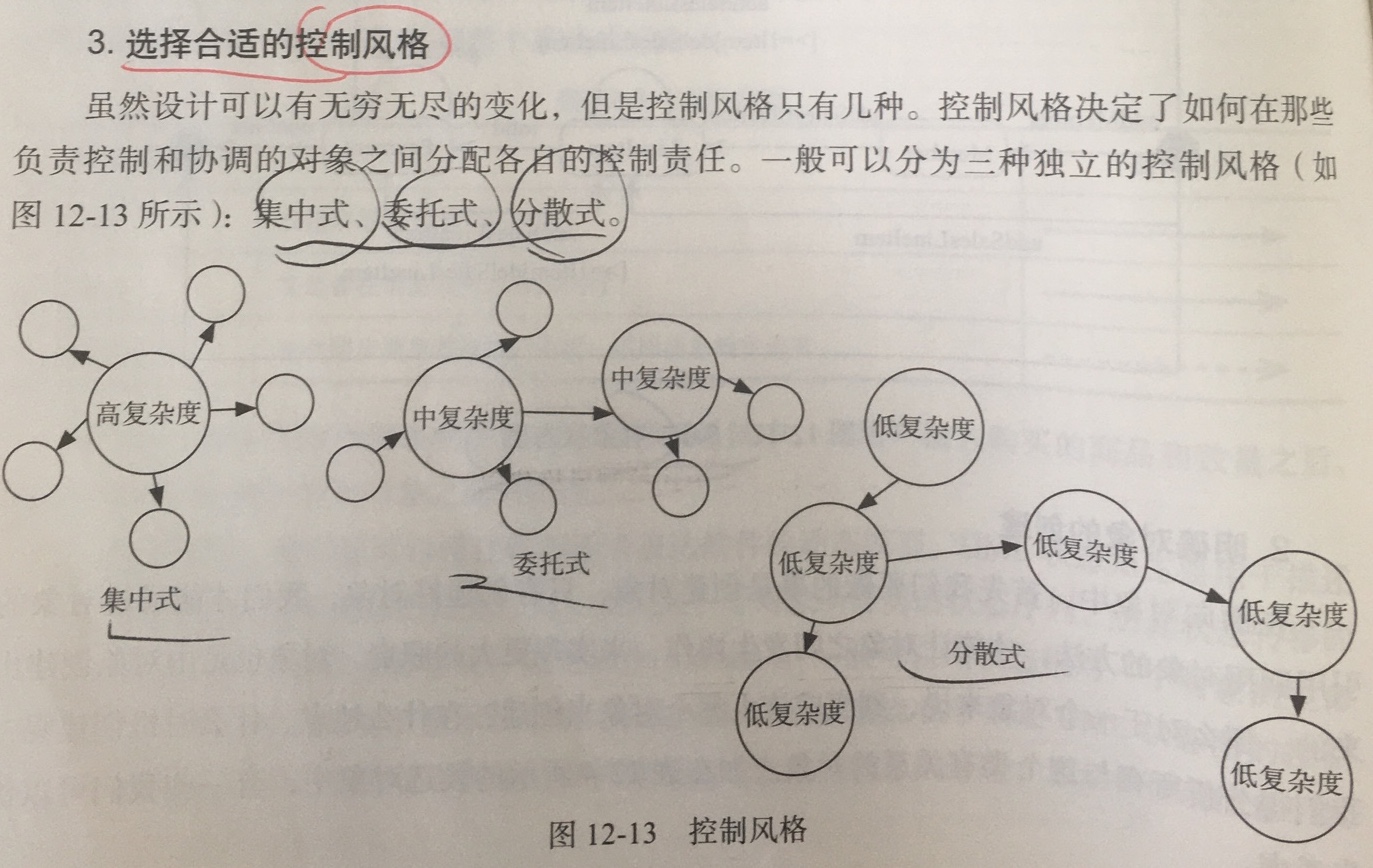 3. 选择合适的控制风格
虽然设计可以有无穷无尽的变化，但是控制风格只有几种。控制风格决定了如何在那些
负责控制和协调的对象之间分配各自的控制责任。一般可以分为三种独立的控制风格（如
图 12-13 所示）：集中式、委托式、分散式。
高复杂度
集中式
中复杂度
中复杂度
委托式
低复杂度
低复杂度
低复杂度
低复杂度
低复杂度
低复杂度
分散式
图 12-13 控制风格